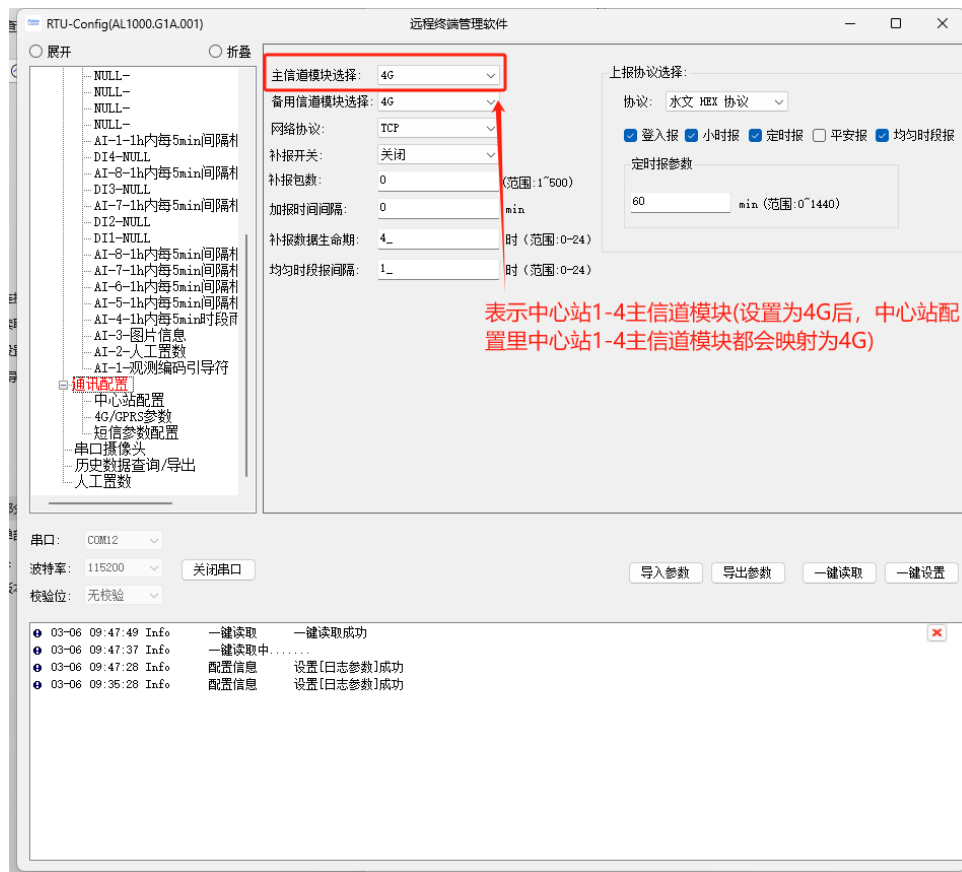 RTU-Config(AL1000.G1A.001)
远程终端管理软件
展开
折叠
NULL-
NULL-
NULL-
NULL-
AI-1-1h内每5min间隔相
DI4-NULL
AI-8-1h内每5min间隔相
DI3-NULL
AI-7-1h内每5min间隔相
DI2-NULL
DI1-NULL
AI-8-1h内每5min间隔相
AI-7-1h内每5min间隔相
AI-6-1h内每5min间隔相
AI-5-1h内每5min间隔相
AI-4-1h内每5min时段雨
AI-3-图片信息
AI-2-人工置数
AI-1-观测编码引导符
通讯配置
中心站配置
4G/GPRS参数
短信参数配置
串口摄像头
历史数据查询/导出
人工置数
主信道模块选择: 4G
备用信道模块选择: 4G
网络协议: TCP
补报开关: 关闭
补报包数: 0 (范围:1~500)
加报时间间隔: 0 min
补报数据生命期: 4_ 时 (范围:0-24)
均匀时段报间隔: 1_ 时 (范围:0-24)
上报协议选择:
协议: 水文 HEX 协议
登入报 小时报 定时报 平安报 均匀时段报
定时报参数
60 min (范围:0~1440)
表示中心站1-4主信道模块(设置为4G后，中心站配
置里中心站1-4主信道模块都会映射为4G)
串口: COM12
波特率: 115200 关闭串口
校验位: 无校验
导入参数 导出参数 一键读取 一键设置
03-06 09:47:49 Info 一键读取 一键读取成功
03-06 09:47:37 Info 一键读取中.......
03-06 09:47:28 Info 配置信息 设置[日志参数]成功
03-06 09:35:28 Info 配置信息 设置[日志参数]成功